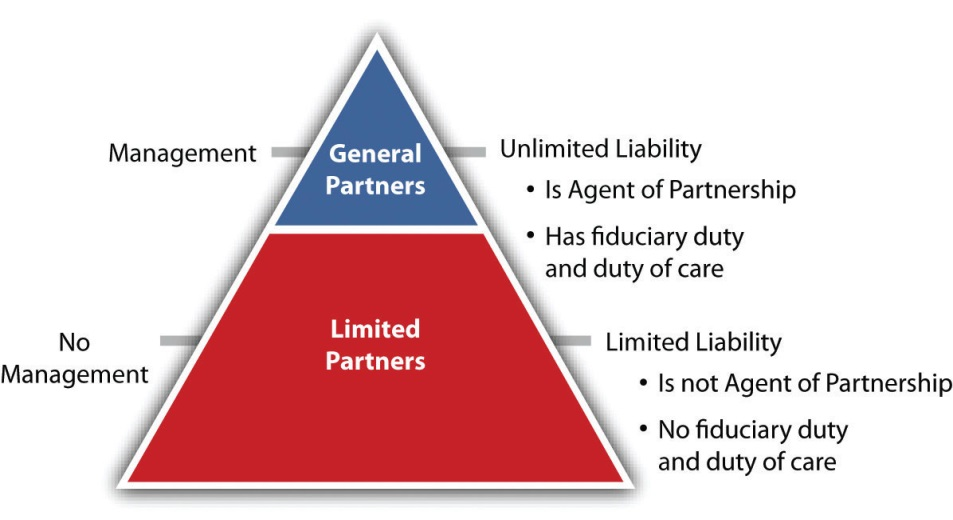 Management
General
Partners
Unlimited Liability
• Is Agent of Partnership
• Has fiduciary duty
and duty of care
No
Management
Limited
Partners
Limited Liability
• Is not Agent of Partnership
• No fiduciary duty
and duty of care